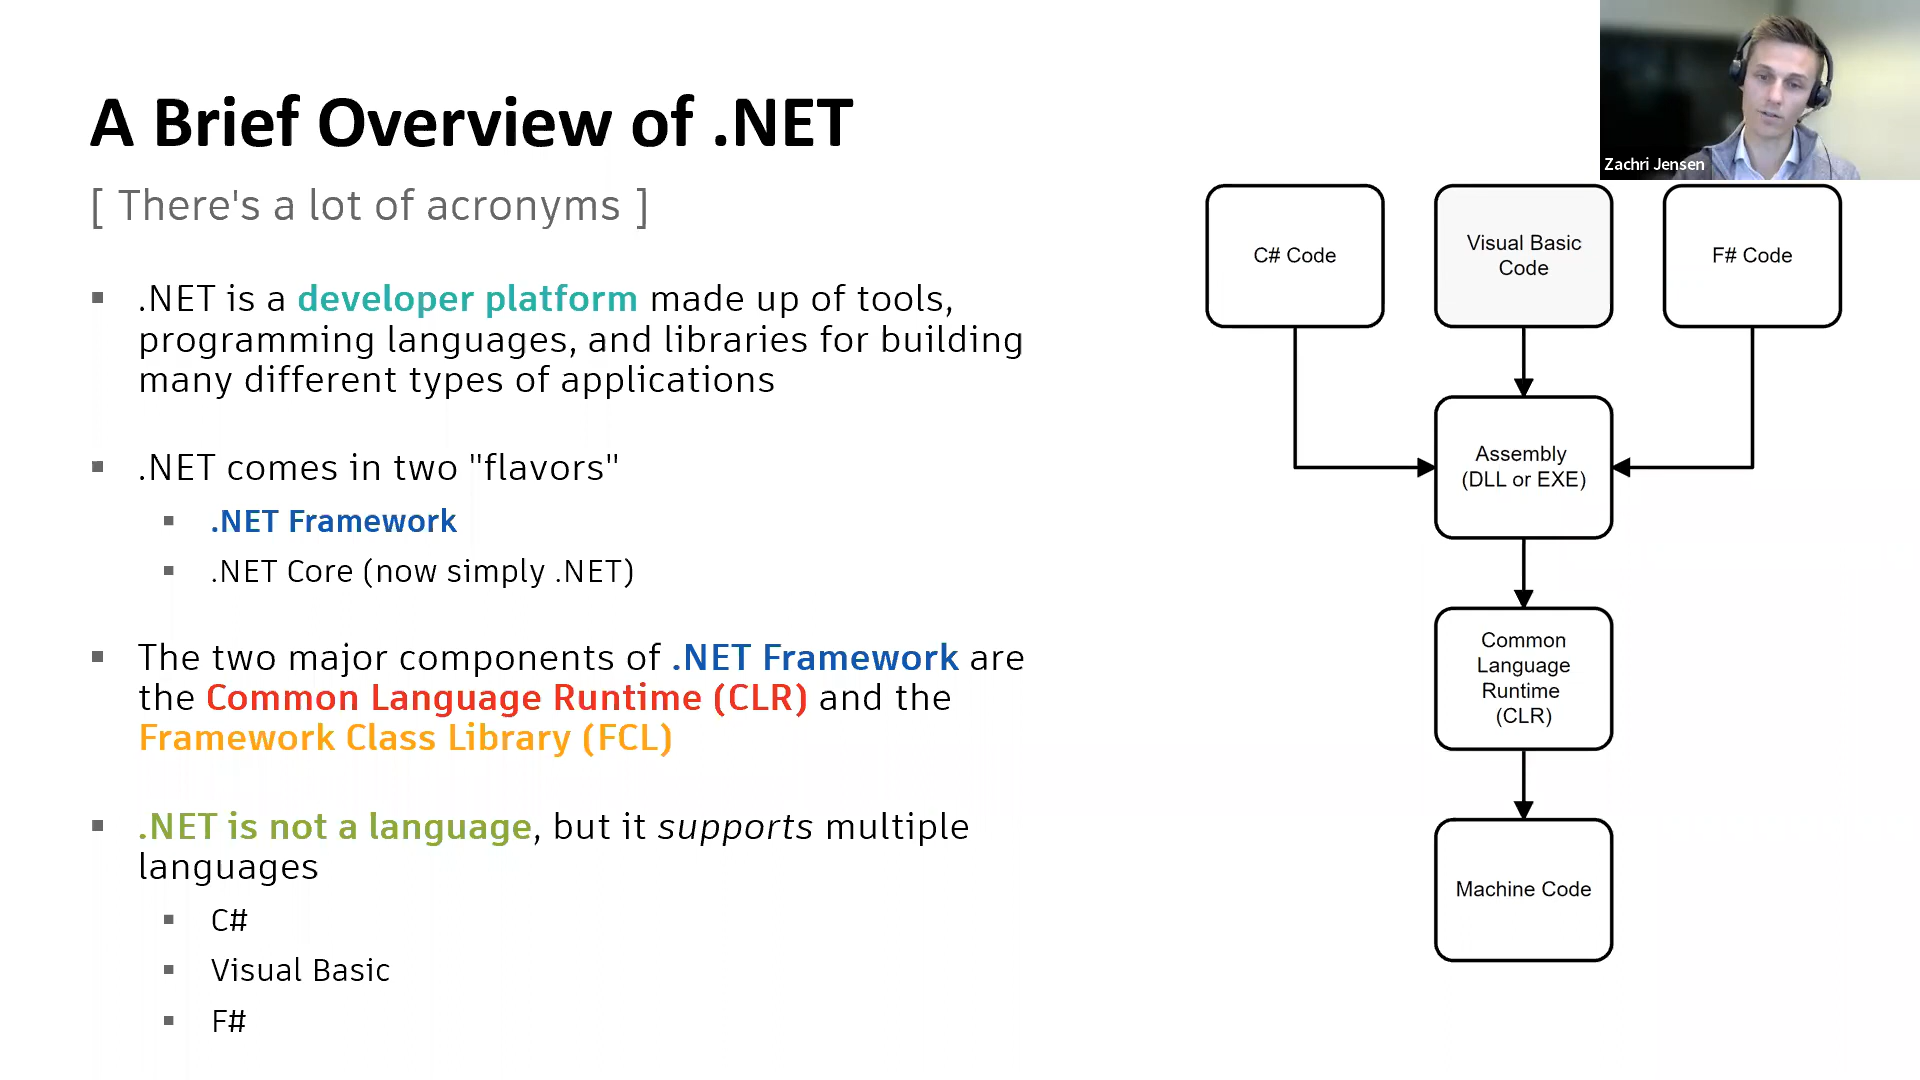 A Brief Overview of .NET
[ There's a lot of acronyms ]
.NET is a developer platform made up of tools,
programming languages, and libraries for building
many different types of applications
.NET comes in two "flavors"
.NET Framework
.NET Core (now simply .NET)
The two major components of .NET Framework are
the Common Language Runtime (CLR) and the
Framework Class Library (FCL)
.NET is not a language, but it supports multiple
languages
C#
Visual Basic
F#
Zachri Jensen
C# Code
Visual Basic
Code
F# Code
Assembly
(DLL or EXE)
Common
Language
Runtime
(CLR)
Machine Code